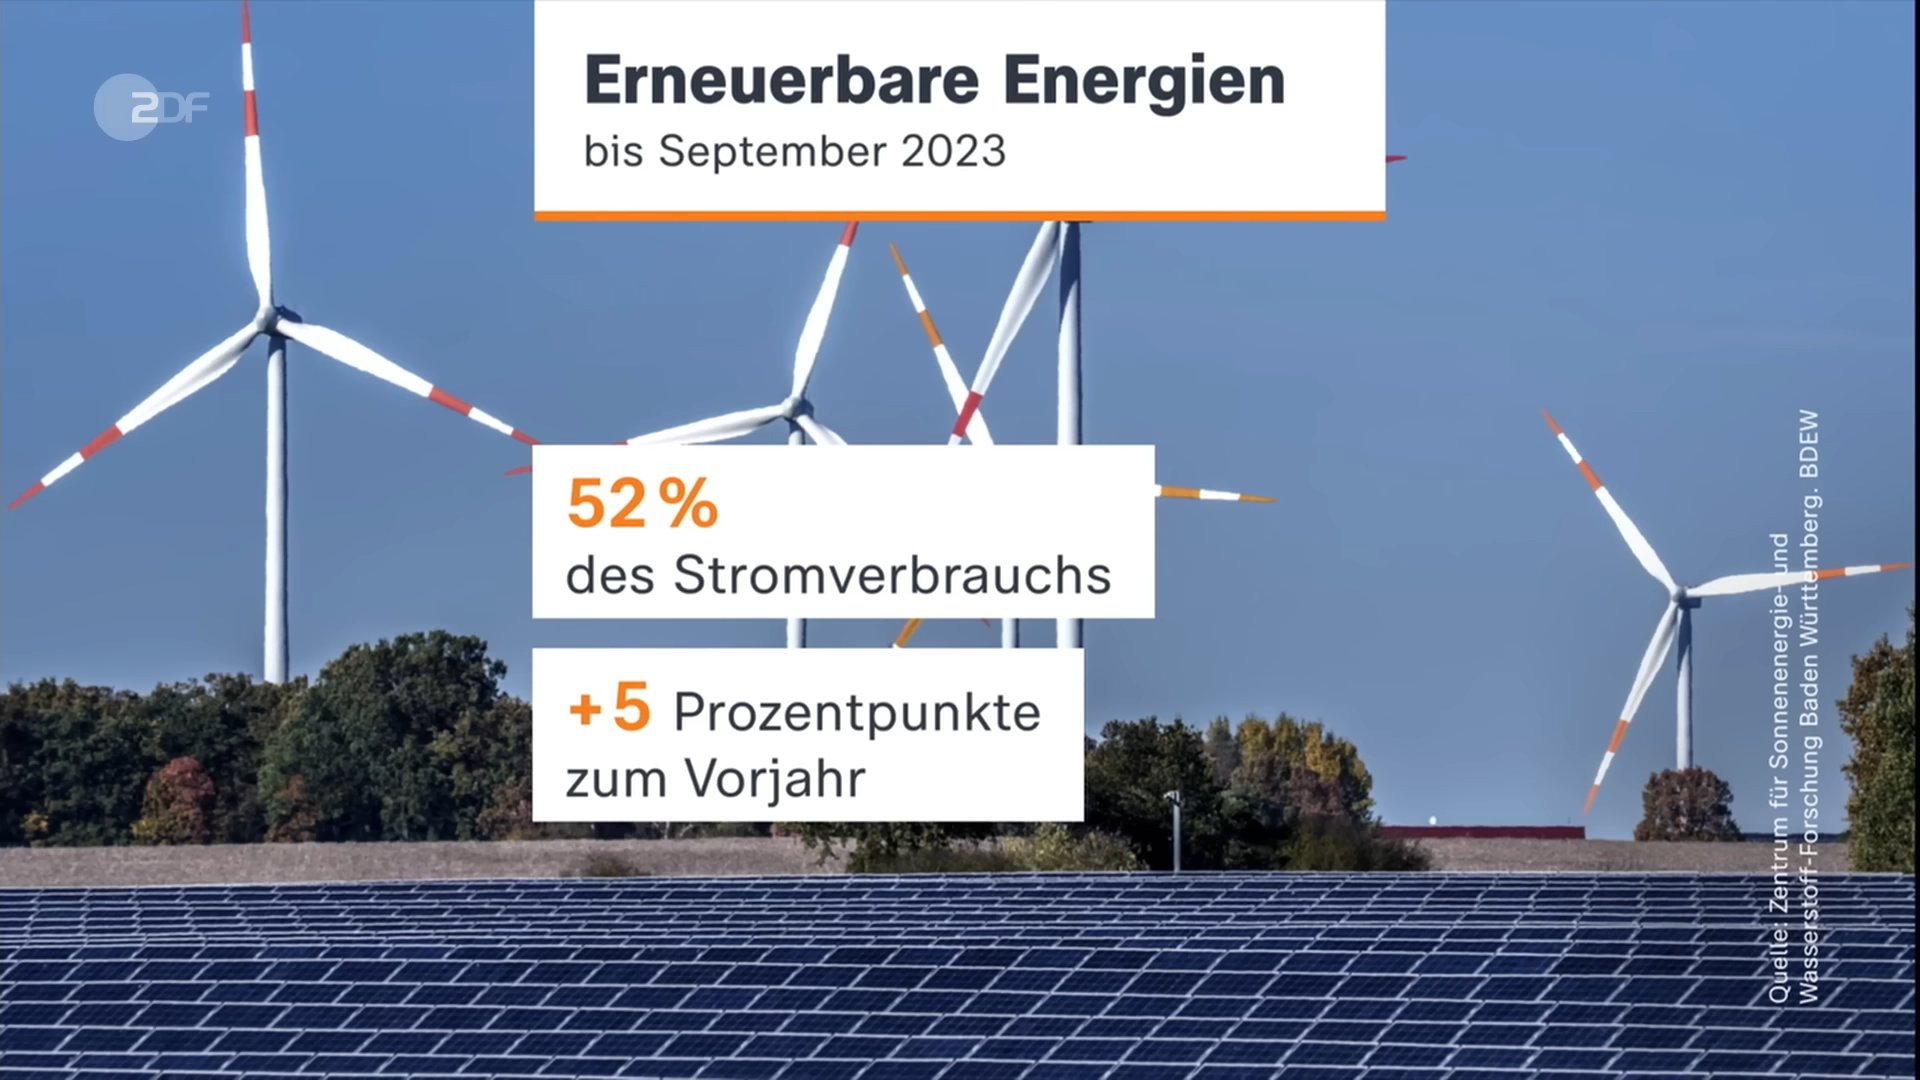 ZDF
Erneuerbare Energien
bis September 2023
52 %
des Stromverbrauchs
+5 Prozentpunkte
zum Vorjahr
Quelle: Zentrum für Sonnenenergie- und
Wasserstoff-Forschung Baden Württemberg. BDEW